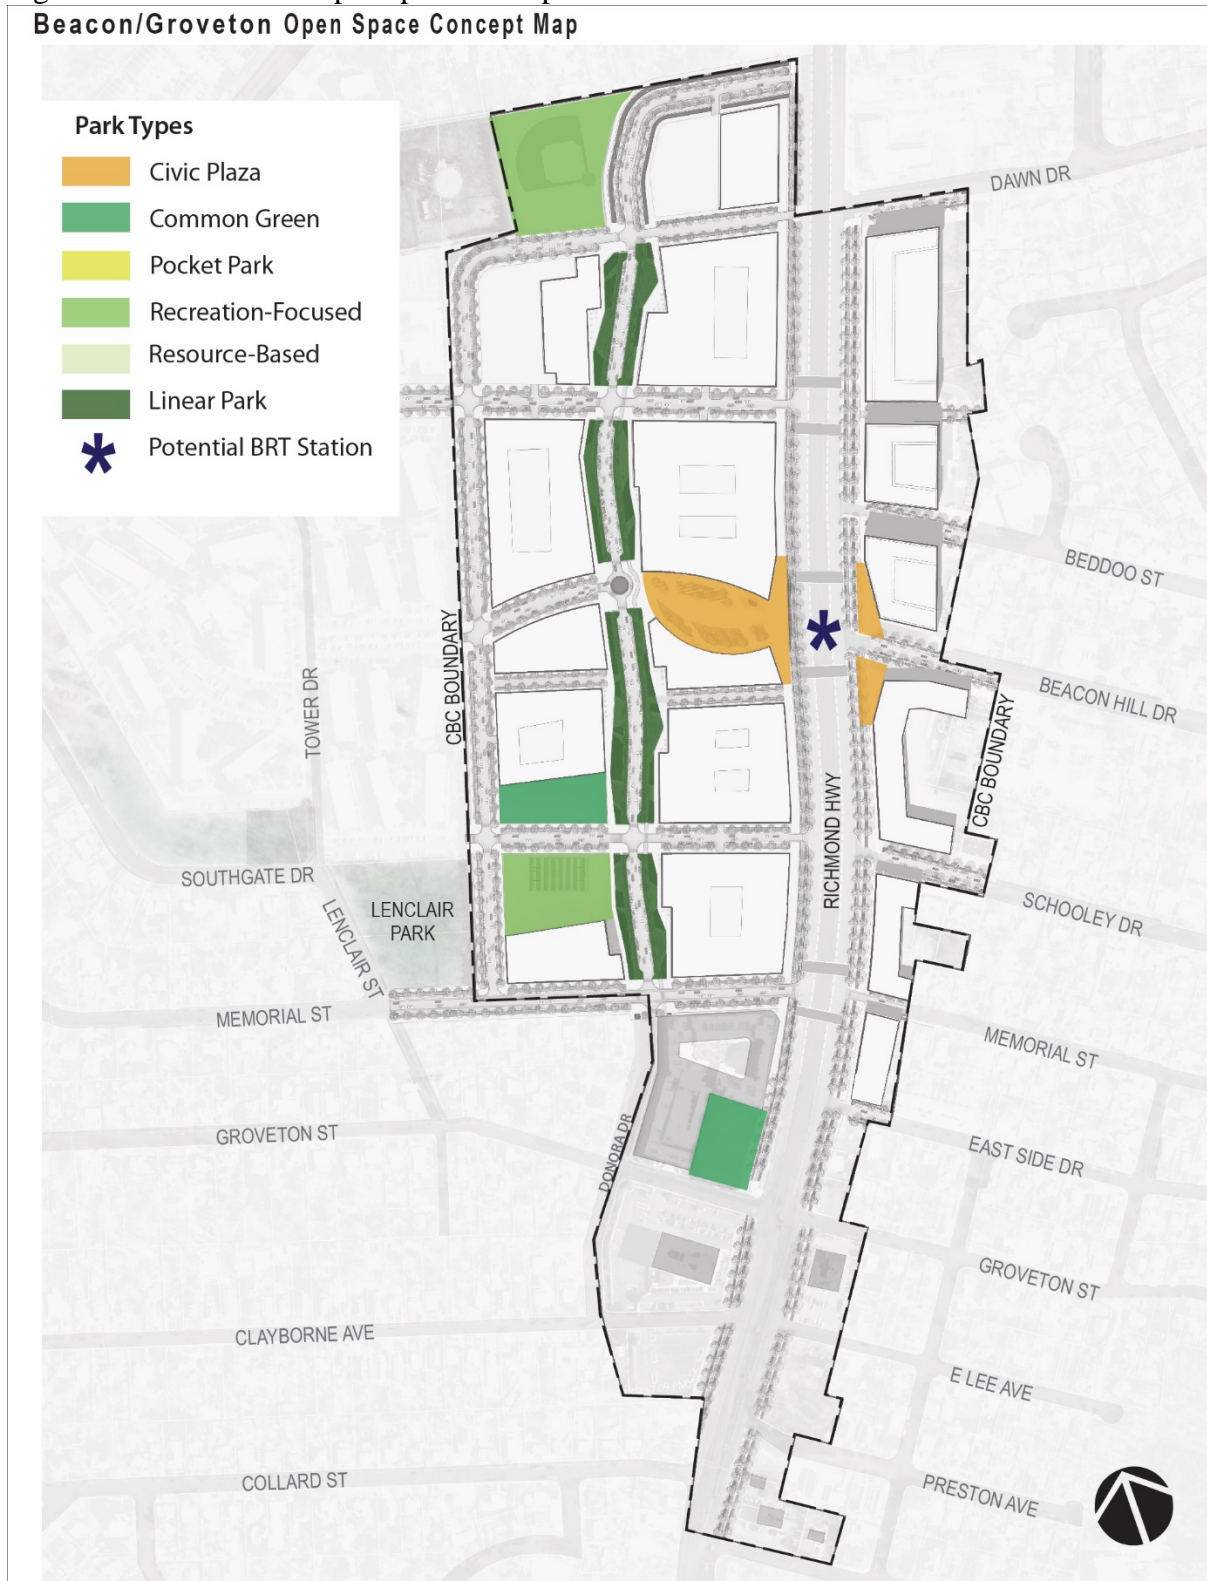 Beacon/Groveton Open Space Concept Map
Park Types
Civic Plaza
Common Green
Pocket Park
Recreation-Focused
Resource-Based
Linear Park
Potential BRT Station
DAWN DR
BEDDOO ST
BEACON HILL DR
CBC BOUNDARY
TOWER DR
CBC BOUNDARY
RICHMOND HWY
SOUTHGATE DR
LENCLAIR
PARK
LENCLAIR ST
SCHOOLEY DR
MEMORIAL ST
MEMORIAL ST
GROVETON ST
DONORA DR
EAST SIDE DR
GROVETON ST
CLAYBORNE AVE
E LEE AVE
COLLARD ST
PRESTON AVE